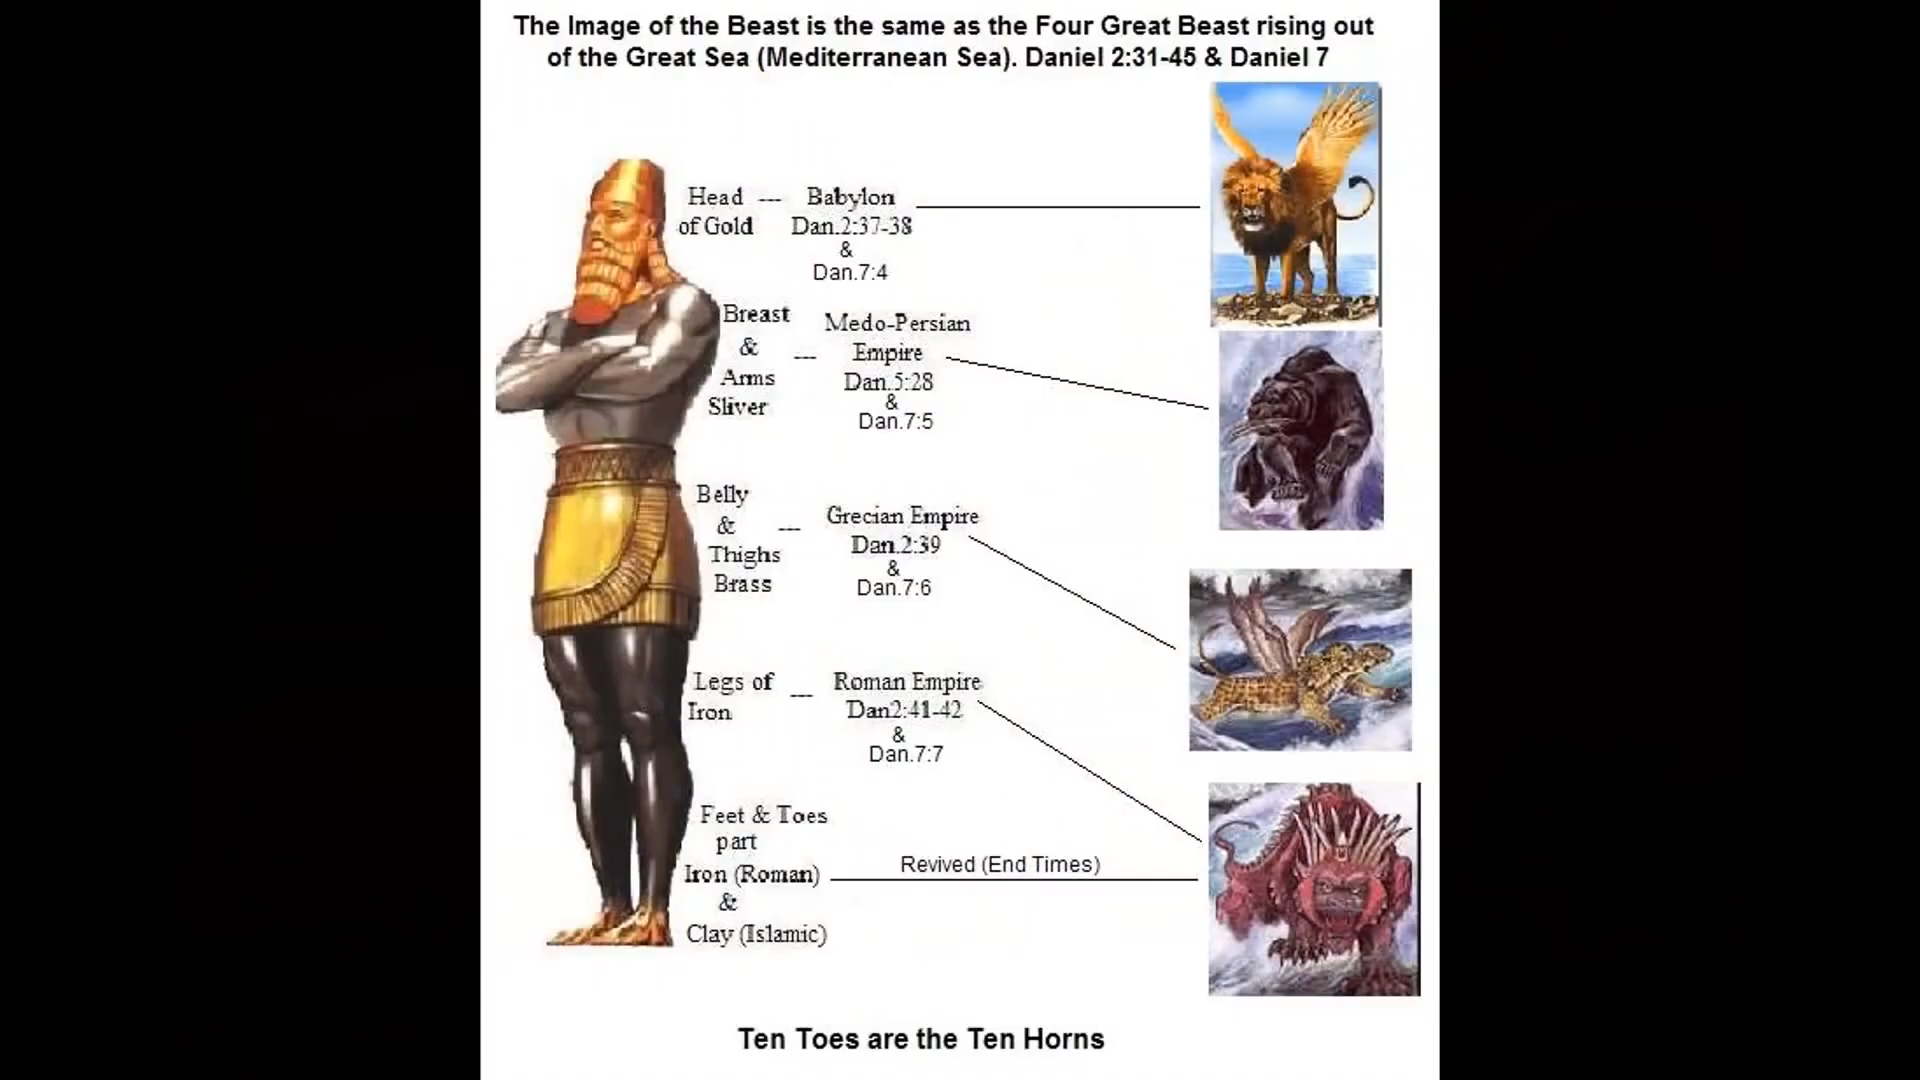 The Image of the Beast is the same as the Four Great Beast rising out
of the Great Sea (Mediterranean Sea). Daniel 2:31-45 & Daniel 7
Head --- Babylon
of Gold Dan.2:37-38
&
Dan.7:4
Breast
& --- Medo-Persian
Arms Empire
Sliver Dan.5:28
&
Dan.7:5
Belly
& --- Grecian Empire
Thighs Dan.2:39
Brass &
Dan.7:6
Legs of --- Roman Empire
Iron Dan2:41-42
&
Dan.7:7
Feet & Toes
part
Iron (Roman) Revived (End Times)
&
Clay (Islamic)
Ten Toes are the Ten Horns